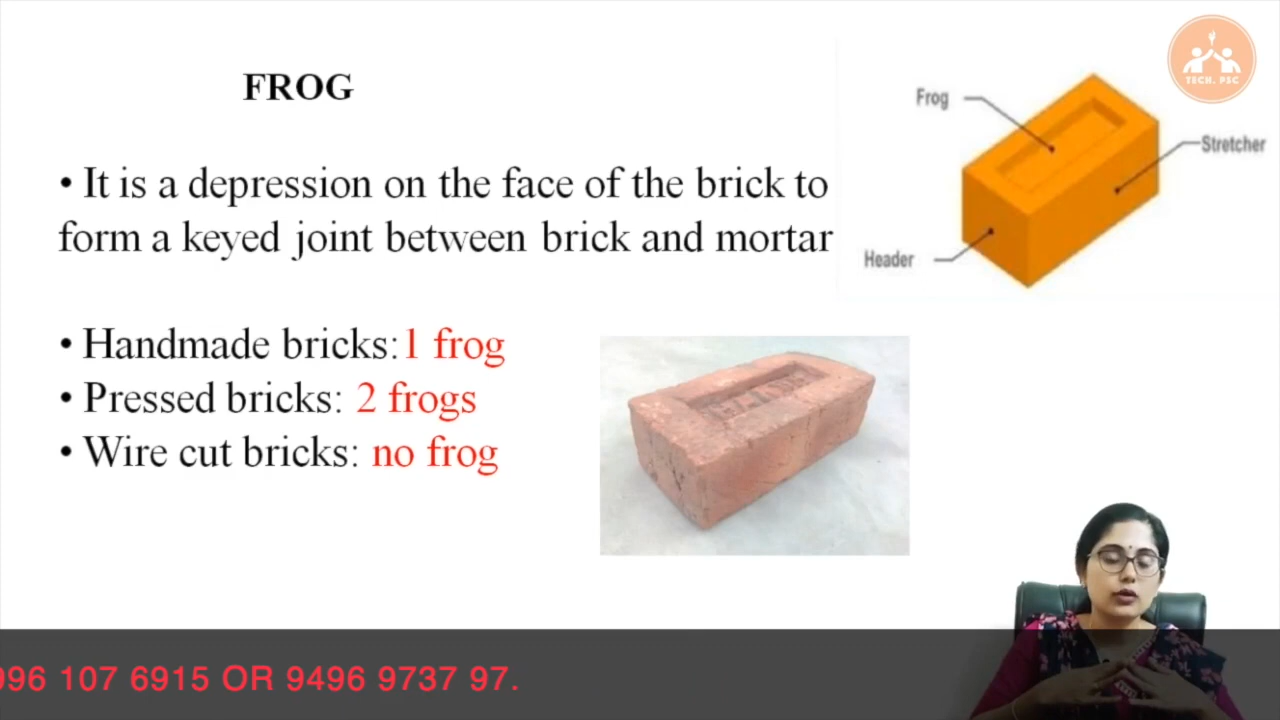 FROG
• It is a depression on the face of the brick to
form a keyed joint between brick and mortar
• Handmade bricks:1 frog
• Pressed bricks: 2 frogs
• Wire cut bricks: no frog
Frog
Stretcher
Header
TECH. PSC
996 107 6915 OR 9496 9737 97.